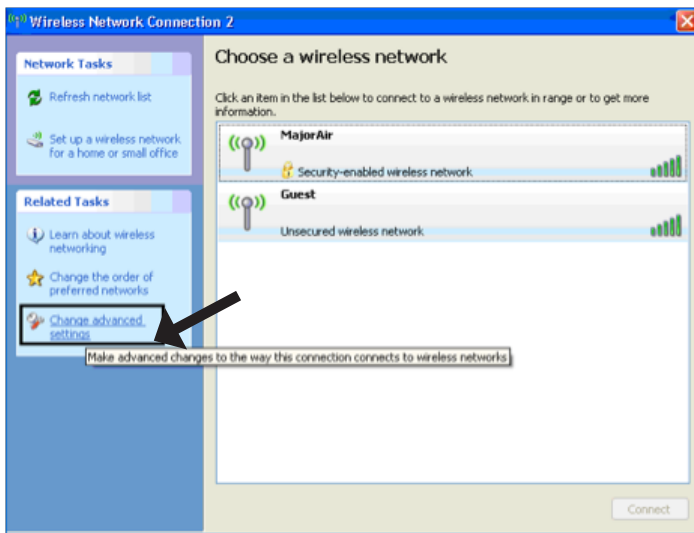 Wireless Network Connection 2
Network Tasks
Refresh network list
Set up a wireless network
for a home or small office
Related Tasks
Learn about wireless
networking
Change the order of
preferred networks
Change advanced
settings
Make advanced changes to the way this connection connects to wireless networks
Choose a wireless network
Click an item in the list below to connect to a wireless network in range or to get more
information.
MajorAir
Security-enabled wireless network
Guest
Unsecured wireless network
Connect